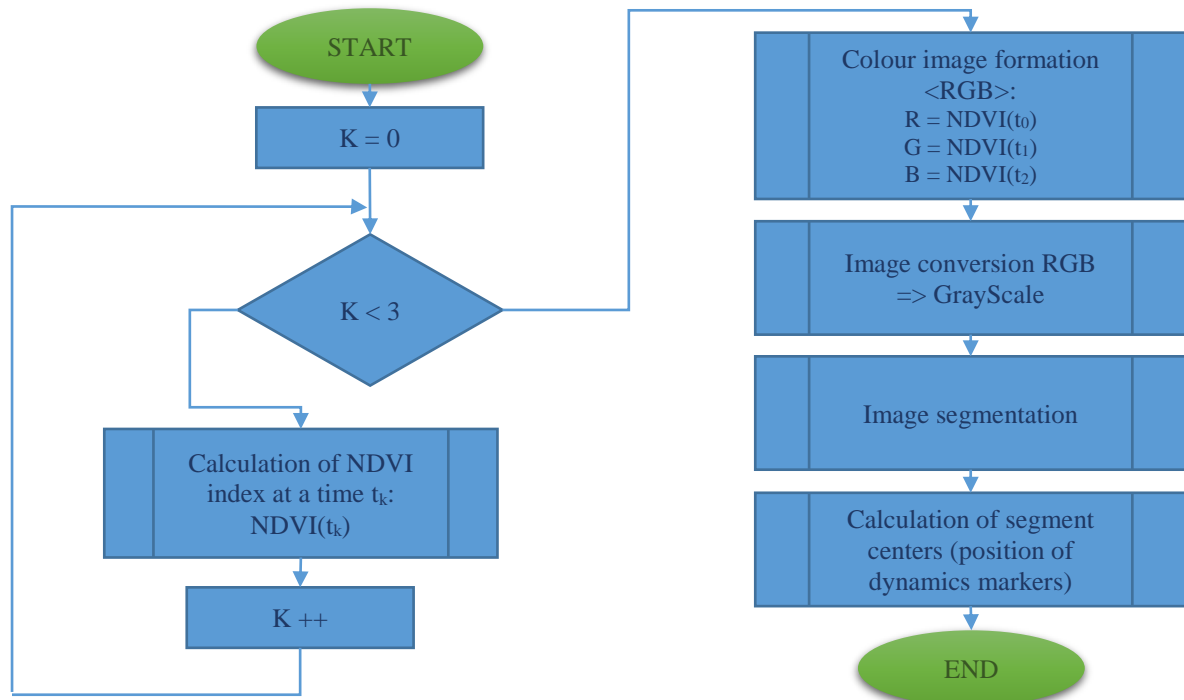 START
K = 0
K < 3
Calculation of NDVI
index at a time tₖ:
NDVI(tₖ)
K ++
Colour image formation
<RGB>:
R = NDVI(t₀)
G = NDVI(t₁)
B = NDVI(t₂)
Image conversion RGB
=> GrayScale
Image segmentation
Calculation of segment
centers (position of
dynamics markers)
END